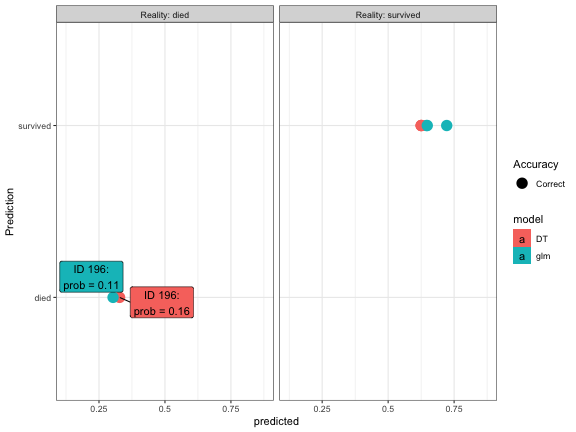 Reality: died
Reality: survived
Prediction
survived
died
ID 196:
prob = 0.11
ID 196:
prob = 0.16
0.25
0.5
0.75
0.25
0.5
0.75
predicted
Accuracy
Correct
model
a DT
a glm